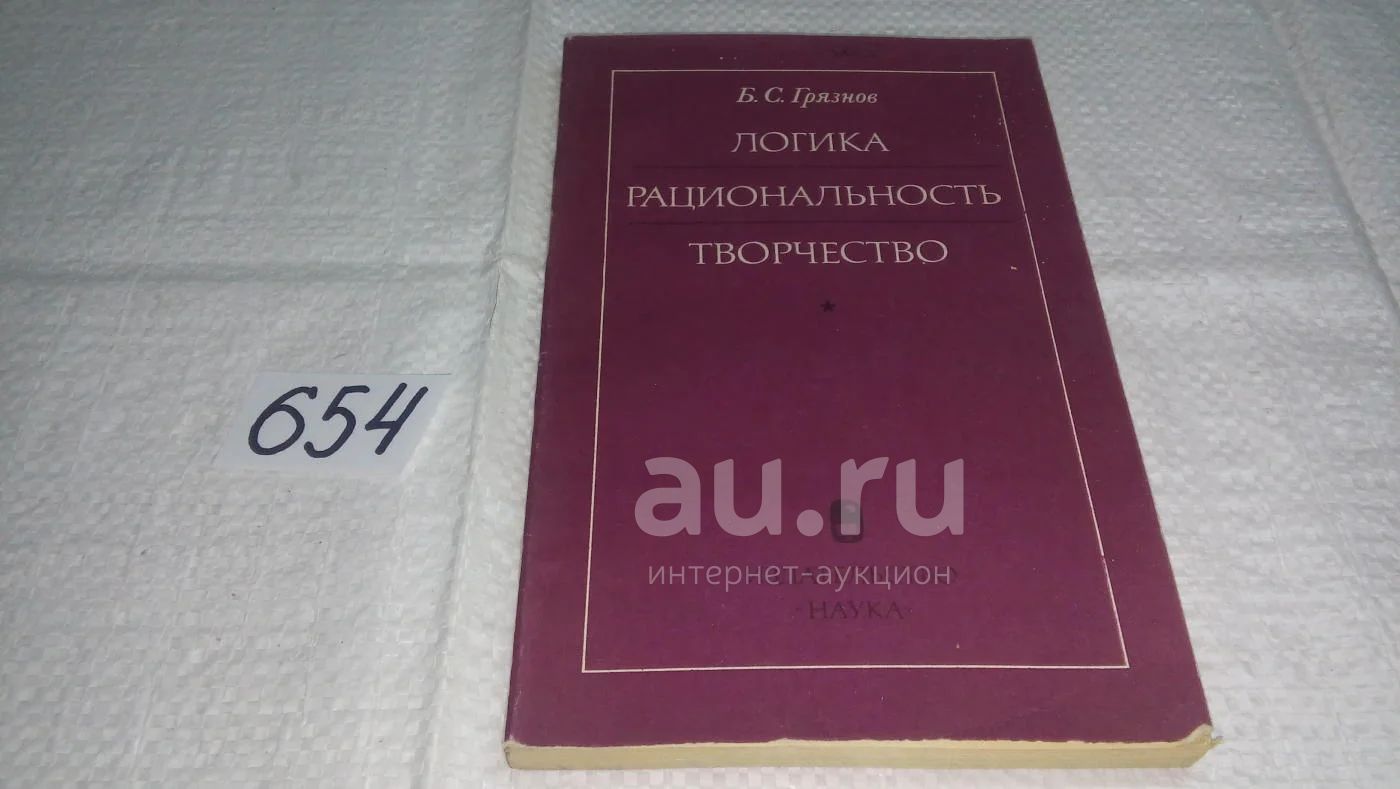 Б. С. Грязнов
ЛОГИКА
РАЦИОНАЛЬНОСТЬ
ТВОРЧЕСТВО
*
654
au.ru
интернет-аукцион
·НАУКА·